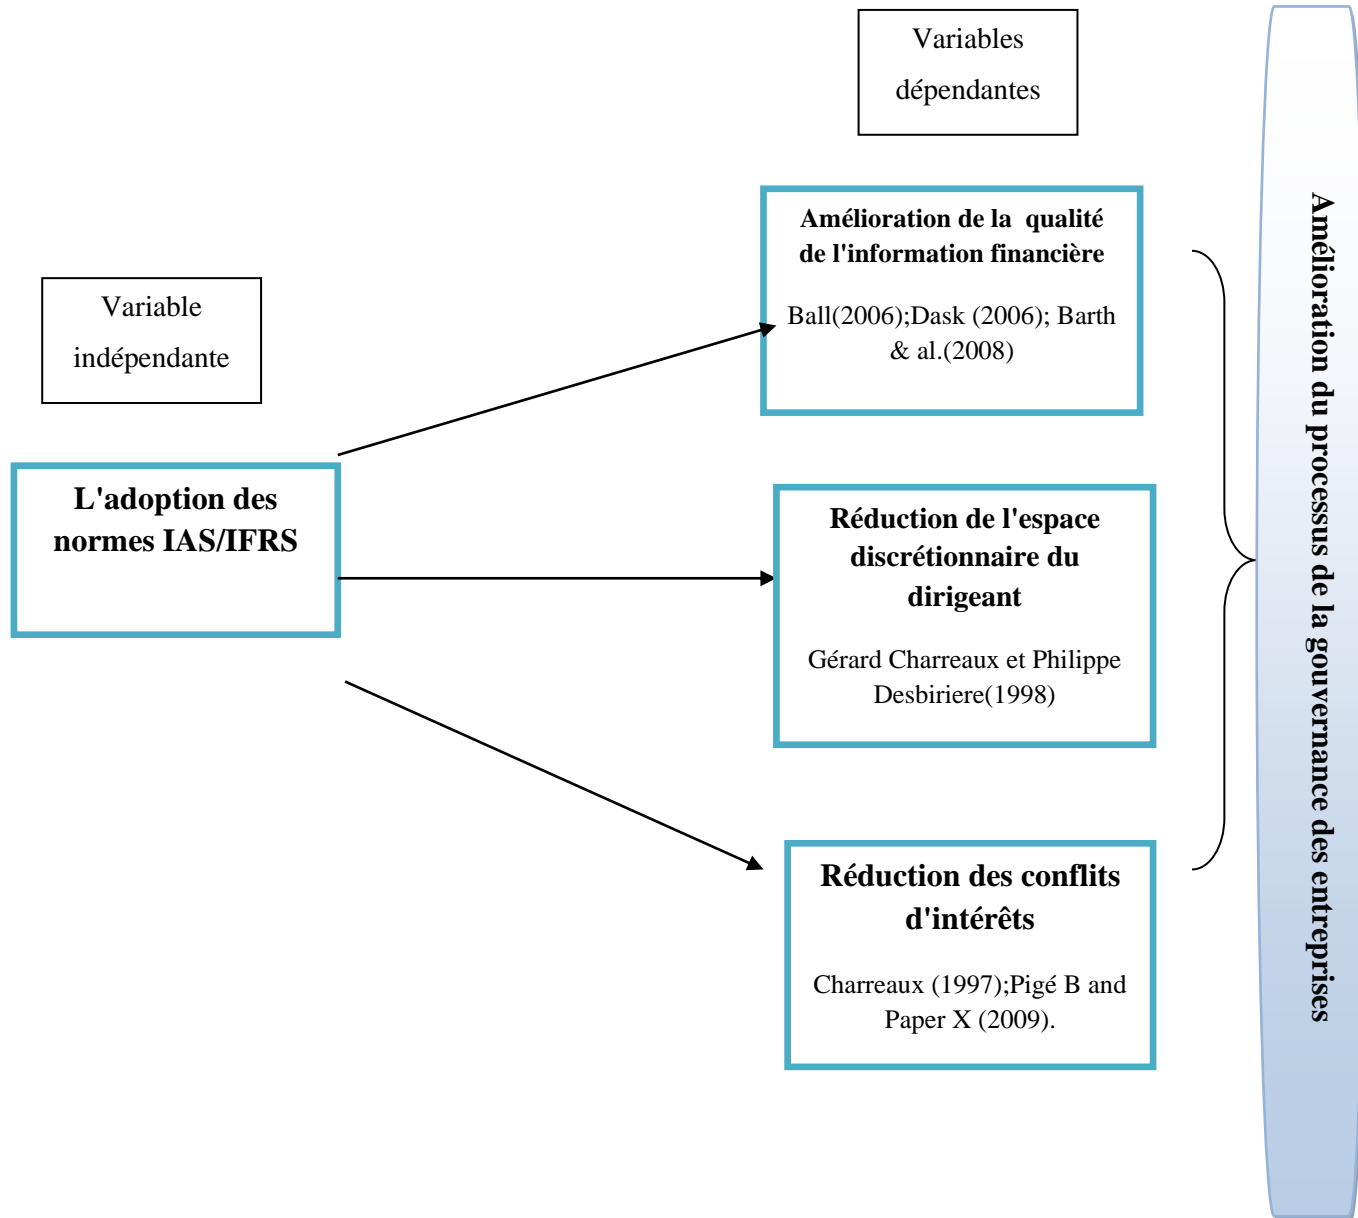 Variables
dépendantes
Variable
indépendante
L'adoption des
normes IAS/IFRS
Amélioration de la qualité
de l'information financière
Ball(2006);Dask (2006); Barth
& al.(2008)
Réduction de l'espace
discrétionnaire du
dirigeant
Gérard Charreaux et Philippe
Desbiriere(1998)
Réduction des conflits
d'intérêts
Charreaux (1997);Pigé B and
Paper X (2009).
Amélioration du processus de la gouvernance des entreprises